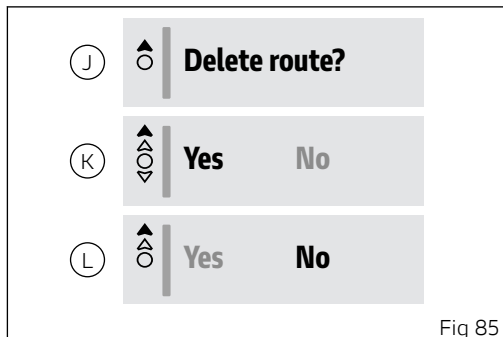 J Delete route?
K Yes No
L Yes No
Fig 85